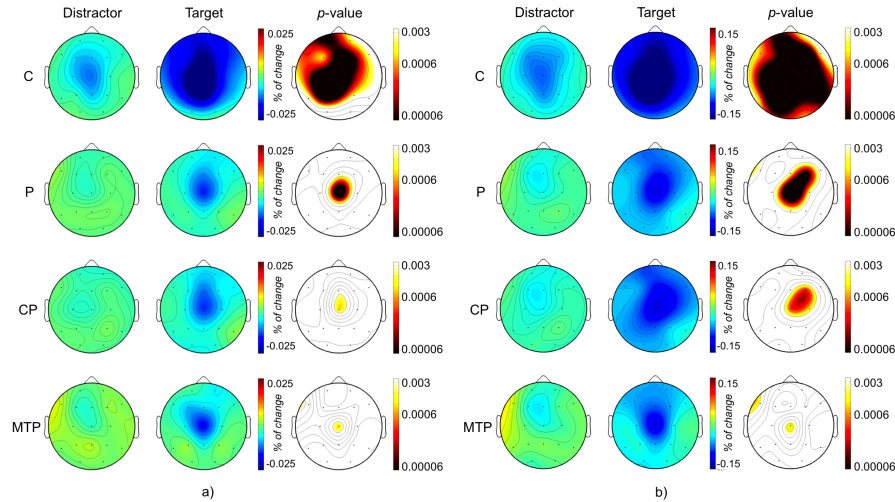 Distractor Target p-value Distractor Target p-value
C 0.025 % of change -0.025 0.003 0.0006 0.00006 C 0.15 % of change -0.15 0.003 0.0006 0.00006
P 0.025 % of change -0.025 0.003 0.0006 0.00006 P 0.15 % of change -0.15 0.003 0.0006 0.00006
CP 0.025 % of change -0.025 0.003 0.0006 0.00006 CP 0.15 % of change -0.15 0.003 0.0006 0.00006
MTP 0.025 % of change -0.025 0.003 0.0006 0.00006 MTP 0.15 % of change -0.15 0.003 0.0006 0.00006
a) b)